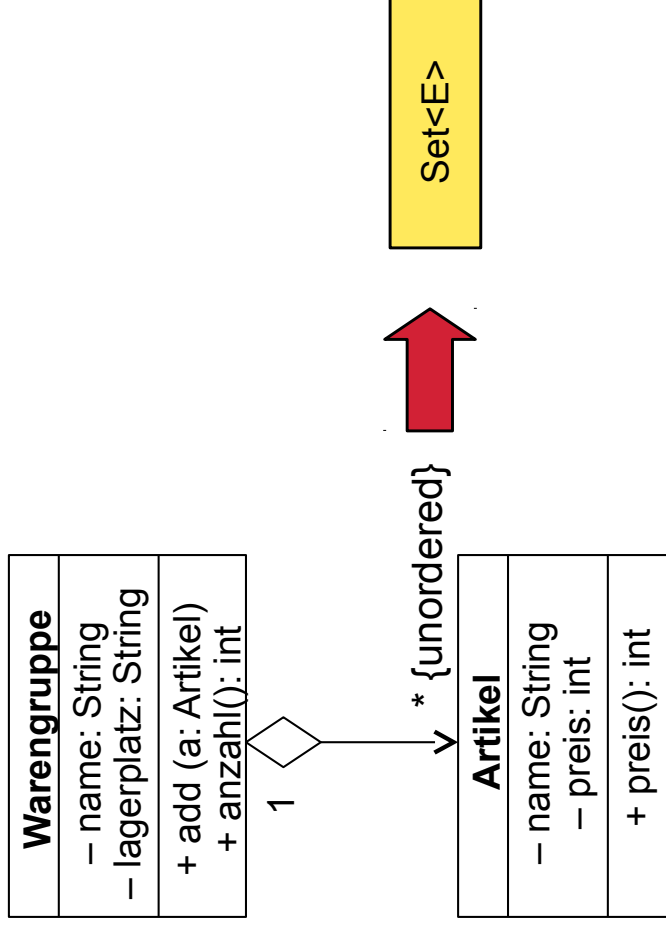 Warengruppe
– name: String
– lagerplatz: String
+ add (a: Artikel)
+ anzahl(): int
1
* {unordered}
Artikel
– name: String
– preis: int
+ preis(): int
Set<E>